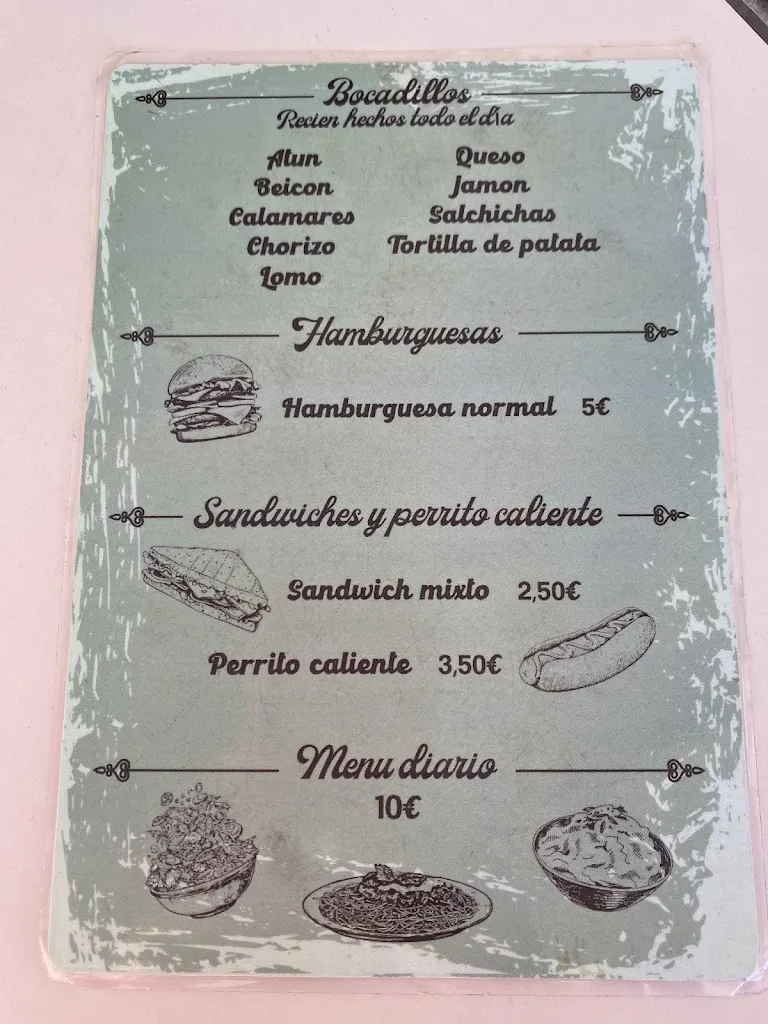 Bocadillos
Recien hechos todo el día
Atun
Beicon
Calamares
Chorizo
Lomo
Queso
Jamon
Salchichas
Tortilla de patata
Hamburguesas
Hamburguesa normal 5€
Sandwiches y perrito caliente
Sandwich mixto 2,50€
Perrito caliente 3,50€
Menu diario
10€